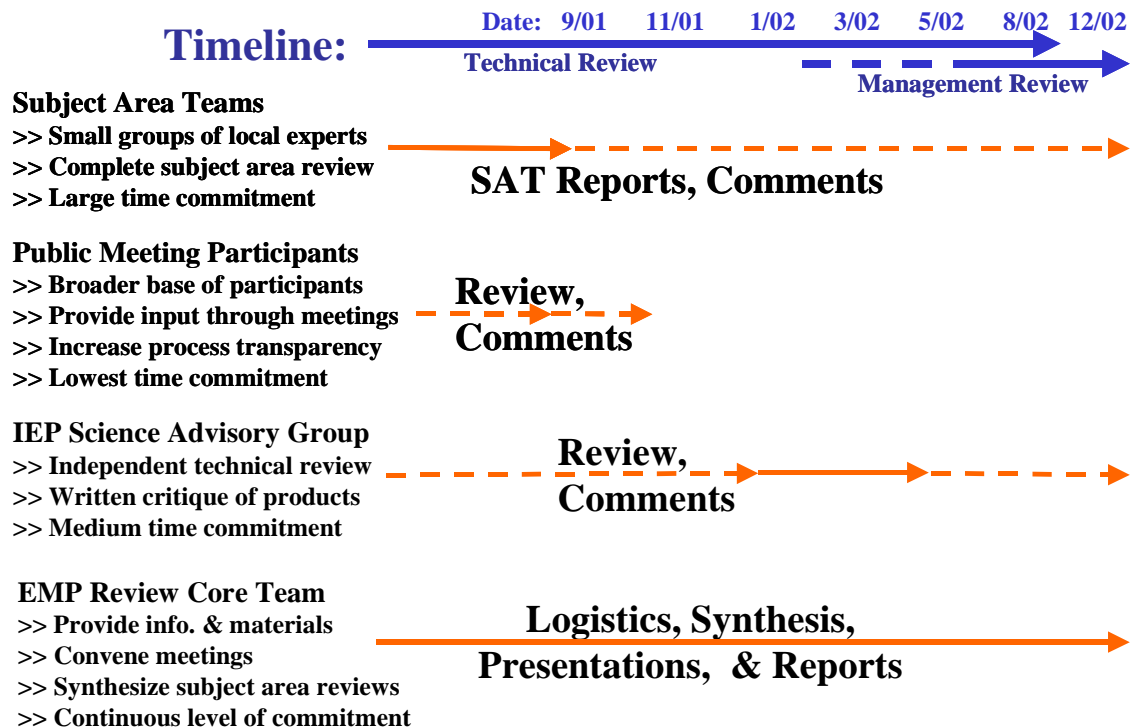 Date: 9/01 11/01 1/02 3/02 5/02 8/02 12/02
Timeline:
Technical Review
Management Review
Subject Area Teams
>> Small groups of local experts
>> Complete subject area review
>> Large time commitment
SAT Reports, Comments
Public Meeting Participants
>> Broader base of participants
>> Provide input through meetings
>> Increase process transparency
>> Lowest time commitment
Review,
Comments
IEP Science Advisory Group
>> Independent technical review
>> Written critique of products
>> Medium time commitment
Review,
Comments
EMP Review Core Team
>> Provide info. & materials
>> Convene meetings
>> Synthesize subject area reviews
>> Continuous level of commitment
Logistics, Synthesis,
Presentations, & Reports